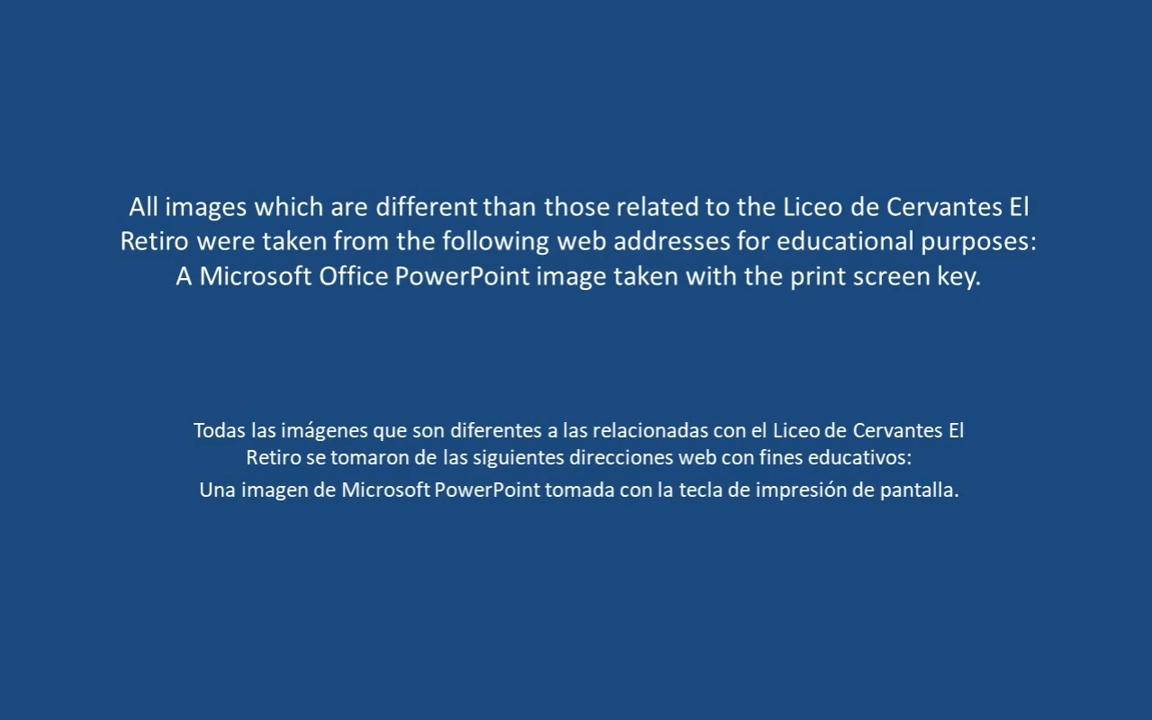 All images which are different than those related to the Liceo de Cervantes El
Retiro were taken from the following web addresses for educational purposes:
A Microsoft Office PowerPoint image taken with the print screen key.
Todas las imágenes que son diferentes a las relacionadas con el Liceo de Cervantes El
Retiro se tomaron de las siguientes direcciones web con fines educativos:
Una imagen de Microsoft PowerPoint tomada con la tecla de impresión de pantalla.